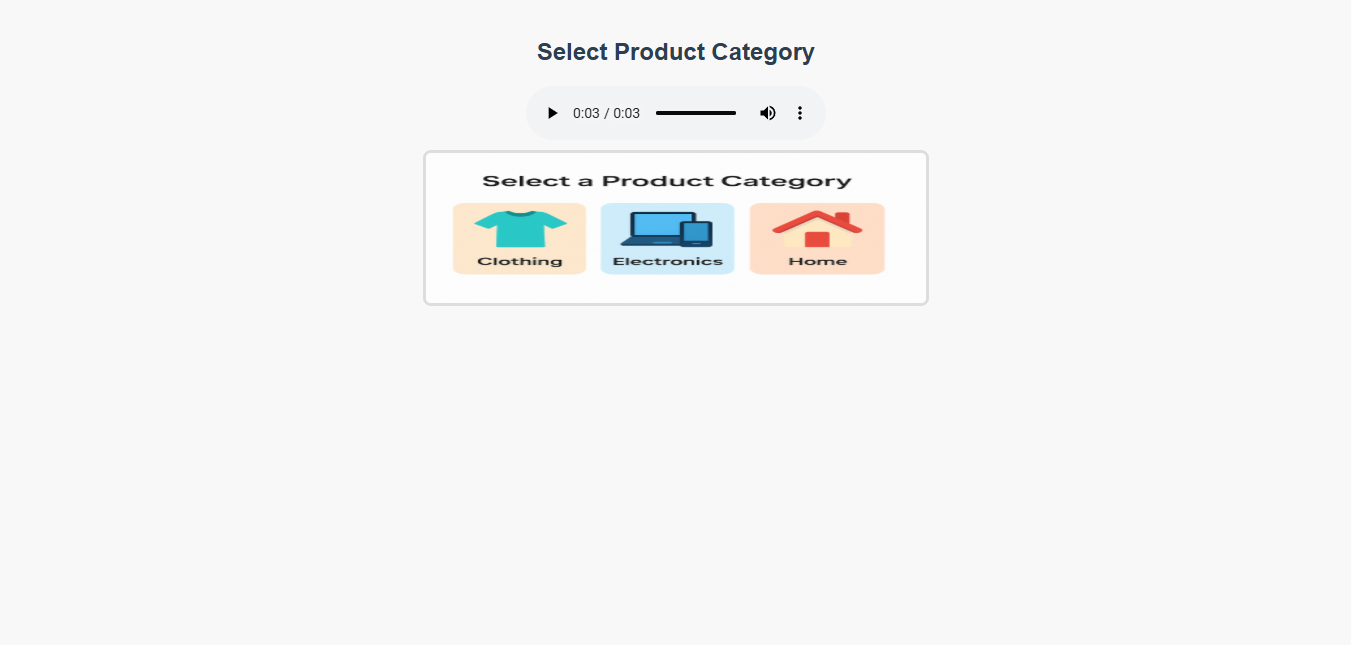 Select Product Category
0:03 / 0:03
Select a Product Category
Clothing
Electronics
Home